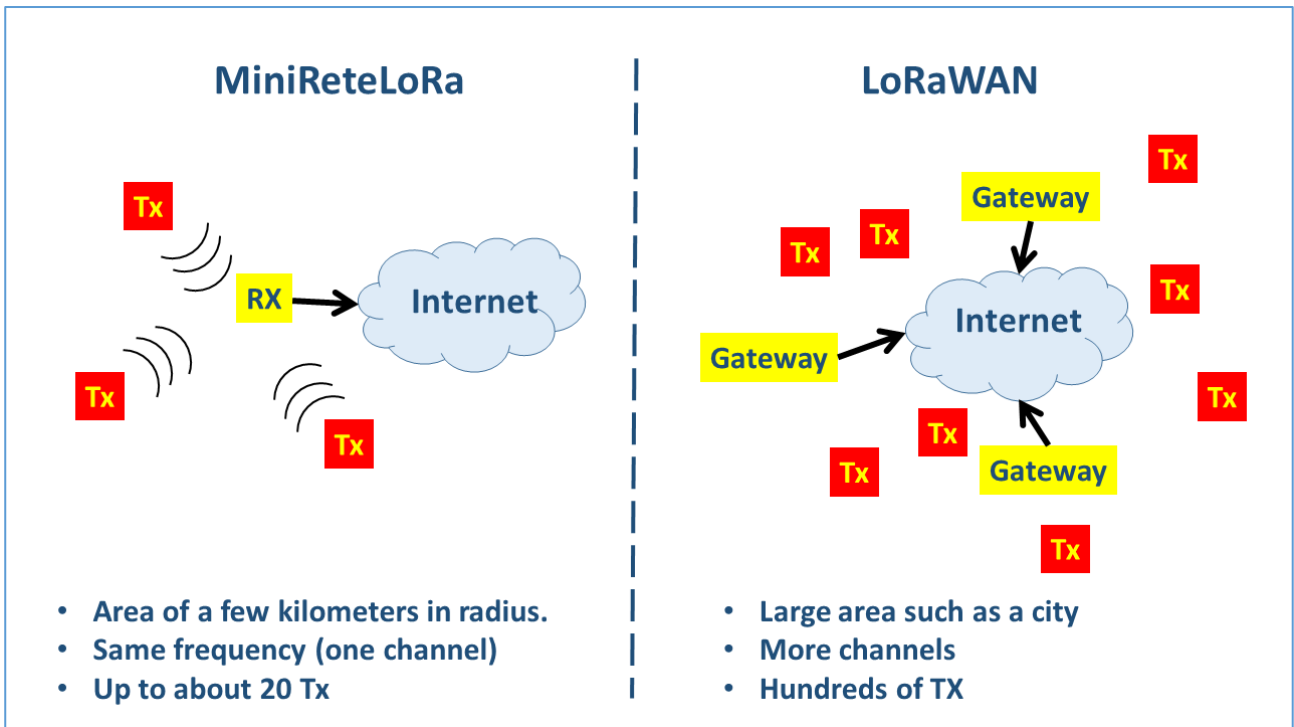 MiniReteLoRa
Tx
RX
Internet
Tx
Tx
• Area of a few kilometers in radius.
• Same frequency (one channel)
• Up to about 20 Tx
LoRaWAN
Tx
Gateway
Tx
Tx
Tx
Internet
Gateway
Tx
Tx
Tx
Gateway
Tx
• Large area such as a city
• More channels
• Hundreds of TX